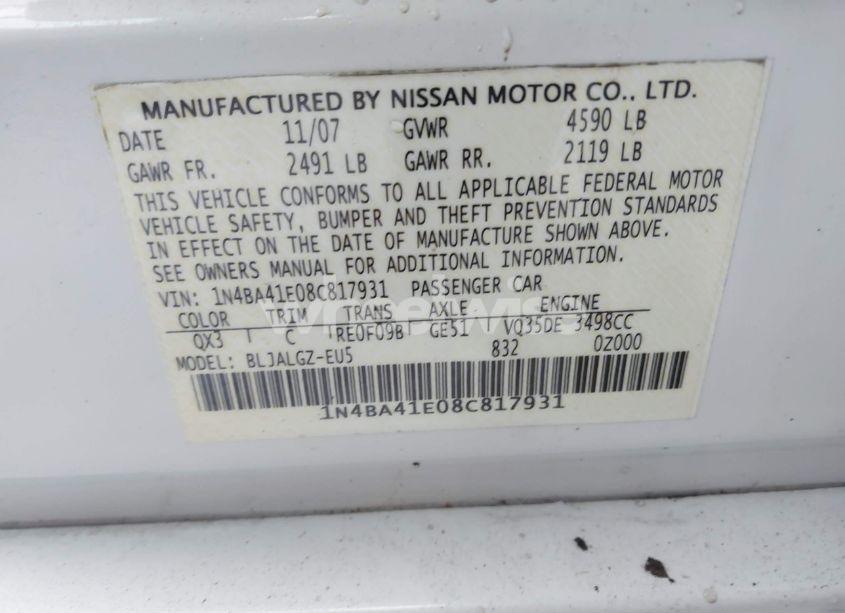 MANUFACTURED BY NISSAN MOTOR CO., LTD.
DATE 11/07 GVWR 4590 LB
GAWR FR. 2491 LB GAWR RR. 2119 LB
THIS VEHICLE CONFORMS TO ALL APPLICABLE FEDERAL MOTOR
VEHICLE SAFETY, BUMPER AND THEFT PREVENTION STANDARDS
IN EFFECT ON THE DATE OF MANUFACTURE SHOWN ABOVE.
SEE OWNERS MANUAL FOR ADDITIONAL INFORMATION.
VIN: 1N4BA41E08C817931 PASSENGER CAR
COLOR TRIM TRANS AXLE ENGINE
QX3 C RE0F09B GE51 VQ35DE 3498CC
MODEL: BLJALGZ-EU5 832 0Z000
1N4BA41E08C817931